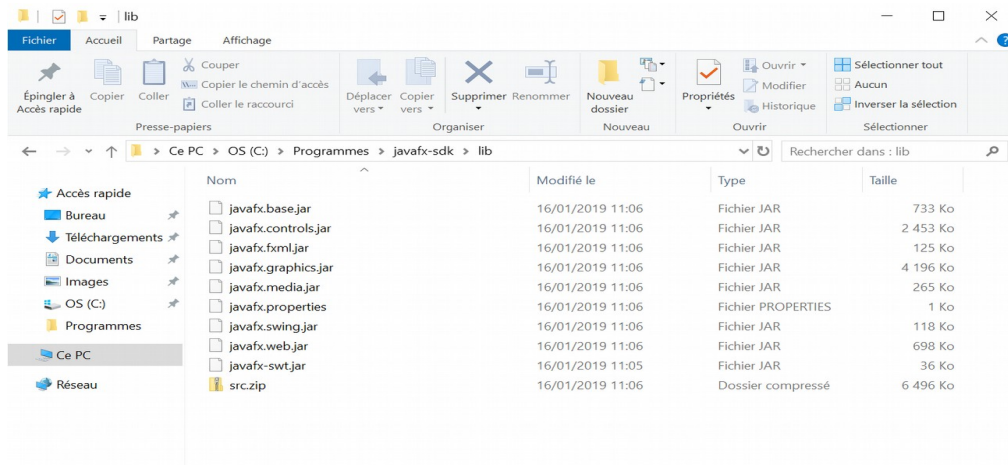 lib
Fichier Accueil Partage Affichage
Épingler à Accès rapide
Copier
Coller
Couper
Copier le chemin d'accès
Coller le raccourci
Déplacer vers
Copier vers
Supprimer
Renommer
Nouveau dossier
Propriétés
Ouvrir
Modifier
Historique
Sélectionner tout
Aucun
Inverser la sélection
Presse-papiers Organiser Nouveau Ouvrir Sélectionner
Ce PC > OS (C:) > Programmes > javafx-sdk > lib
Rechercher dans : lib
Accès rapide
Bureau
Téléchargements
Documents
Images
OS (C:)
Programmes
Ce PC
Réseau
Nom Modifié le Type Taille
javafx.base.jar 16/01/2019 11:06 Fichier JAR 733 Ko
javafx.controls.jar 16/01/2019 11:06 Fichier JAR 2 453 Ko
javafx.fxml.jar 16/01/2019 11:06 Fichier JAR 125 Ko
javafx.graphics.jar 16/01/2019 11:06 Fichier JAR 4 196 Ko
javafx.media.jar 16/01/2019 11:06 Fichier JAR 265 Ko
javafx.properties 16/01/2019 11:06 Fichier PROPERTIES 1 Ko
javafx.swing.jar 16/01/2019 11:06 Fichier JAR 118 Ko
javafx.web.jar 16/01/2019 11:06 Fichier JAR 698 Ko
javafx-swt.jar 16/01/2019 11:05 Fichier JAR 36 Ko
src.zip 16/01/2019 11:06 Dossier compressé 6 496 Ko